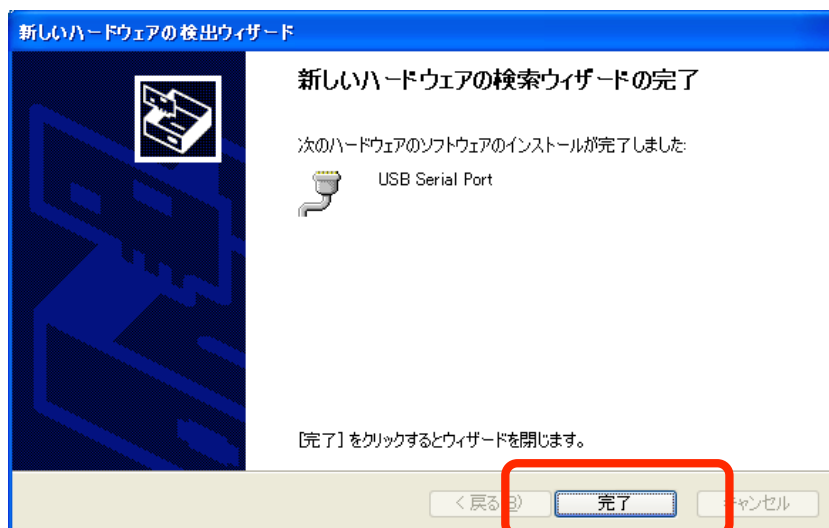 新しいハードウェアの検出ウィザード
新しいハードウェアの検索ウィザードの完了
次のハードウェアのソフトウェアのインストールが完了しました:
USB Serial Port
[完了] をクリックするとウィザードを閉じます。
< 戻る(B) 完了 キャンセル